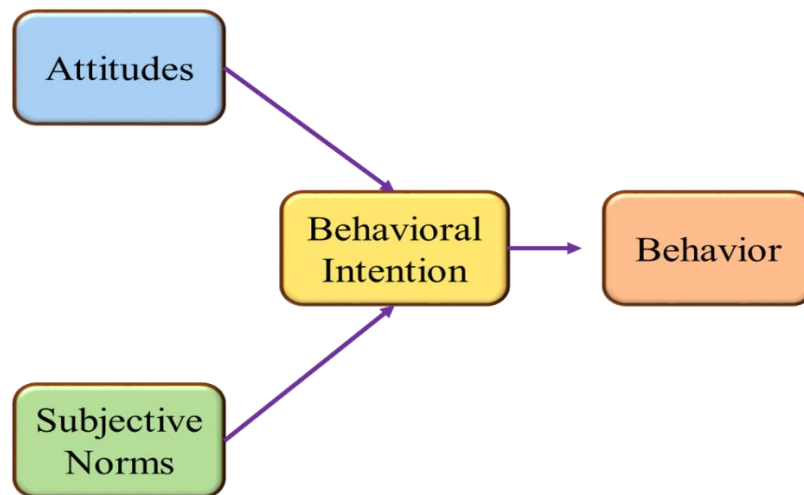 Attitudes
Behavioral
Intention
Behavior
Subjective
Norms